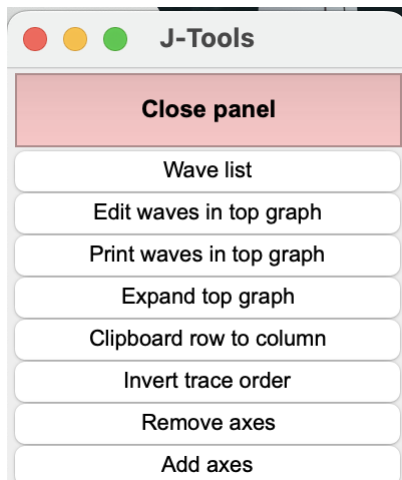 J-Tools
Close panel
Wave list
Edit waves in top graph
Print waves in top graph
Expand top graph
Clipboard row to column
Invert trace order
Remove axes
Add axes